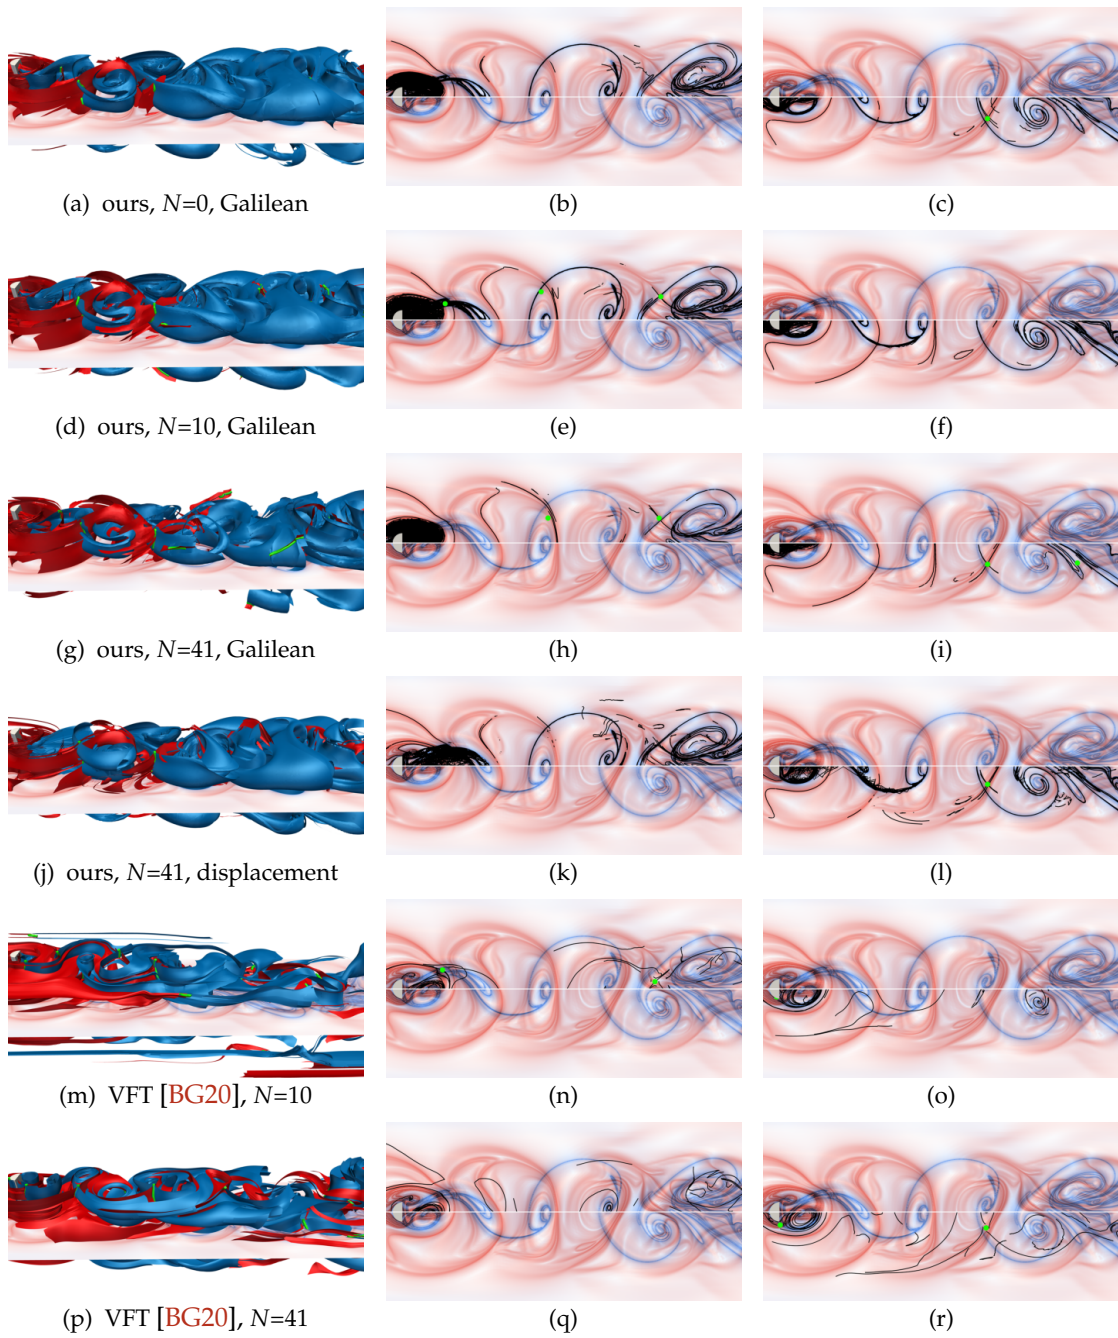 (a) ours, N=0, Galilean
(b)
(c)
(d) ours, N=10, Galilean
(e)
(f)
(g) ours, N=41, Galilean
(h)
(i)
(j) ours, N=41, displacement
(k)
(l)
(m) VFT [BG20], N=10
(n)
(o)
(p) VFT [BG20], N=41
(q)
(r)